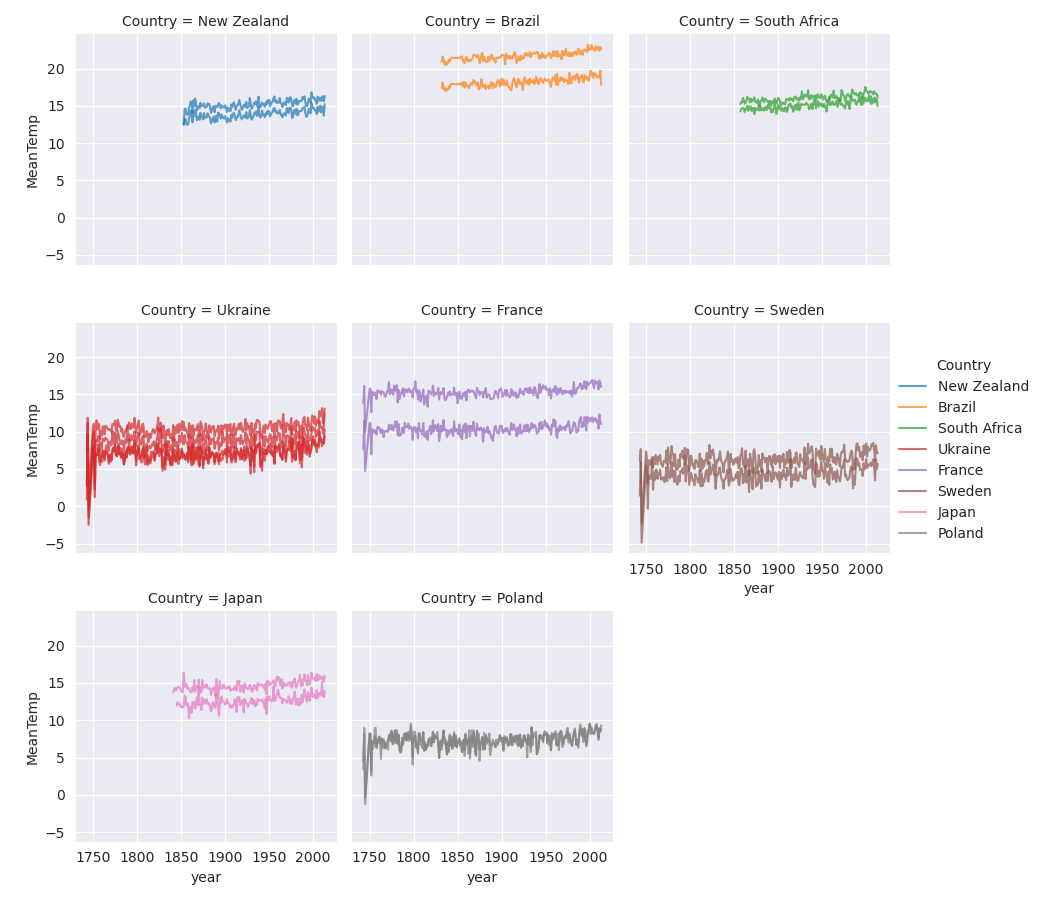 Country = New Zealand
Country = Brazil
Country = South Africa
MeanTemp
20
15
10
5
0
−5
Country = Ukraine
Country = France
Country = Sweden
MeanTemp
20
15
10
5
0
−5
1750 1800 1850 1900 1950 2000
year
Country
New Zealand
Brazil
South Africa
Ukraine
France
Sweden
Japan
Poland
Country = Japan
Country = Poland
MeanTemp
20
15
10
5
0
−5
1750 1800 1850 1900 1950 2000
year
1750 1800 1850 1900 1950 2000
year